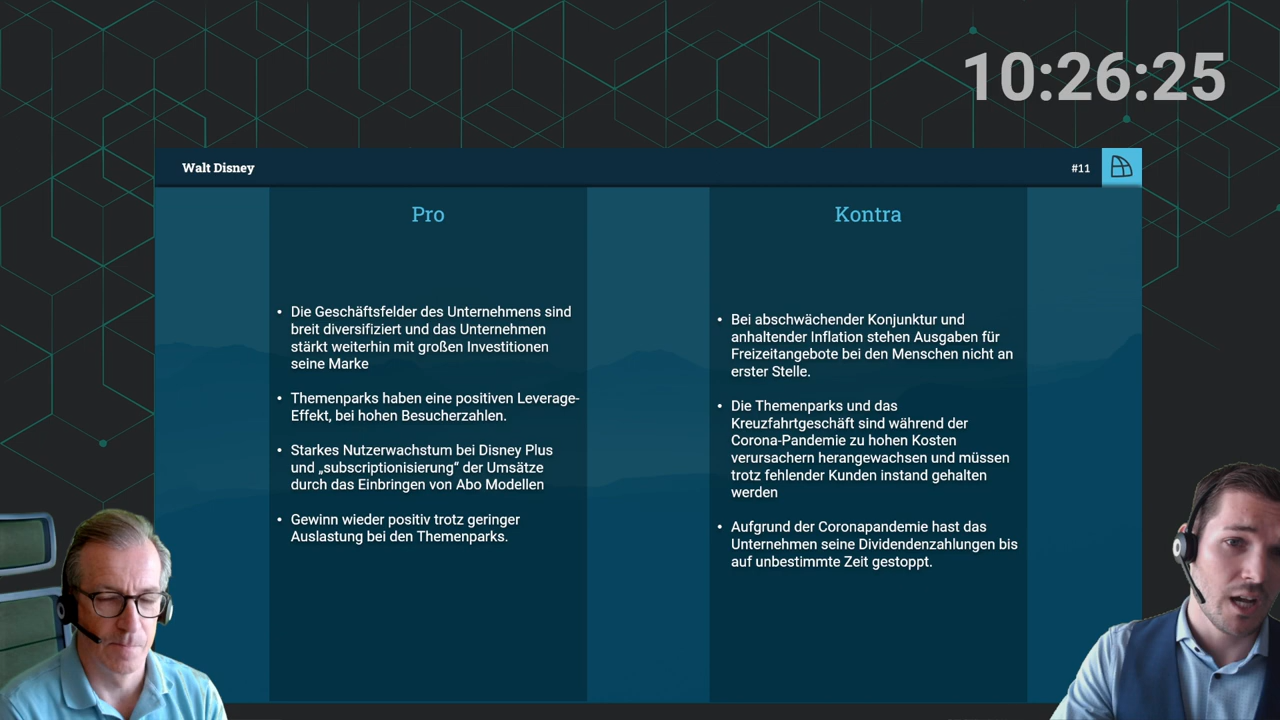 10:26:25
Walt Disney
#11
Pro
Die Geschäftsfelder des Unternehmens sind
breit diversifiziert und das Unternehmen
stärkt weiterhin mit großen Investitionen
seine Marke
Themenparks haben eine positiven Leverage-
Effekt, bei hohen Besucherzahlen.
Starkes Nutzerwachstum bei Disney Plus
und „subscriptionisierung“ der Umsätze
durch das Einbringen von Abo Modellen
Gewinn wieder positiv trotz geringer
Auslastung bei den Themenparks.
Kontra
Bei abschwächender Konjunktur und
anhaltender Inflation stehen Ausgaben für
Freizeitangebote bei den Menschen nicht an
erster Stelle.
Die Themenparks und das
Kreuzfahrtgeschäft sind während der
Corona-Pandemie zu hohen Kosten
verursachern herangewachsen und müssen
trotz fehlender Kunden instand gehalten
werden
Aufgrund der Coronapandemie hast das
Unternehmen seine Dividendenzahlungen bis
auf unbestimmte Zeit gestoppt.